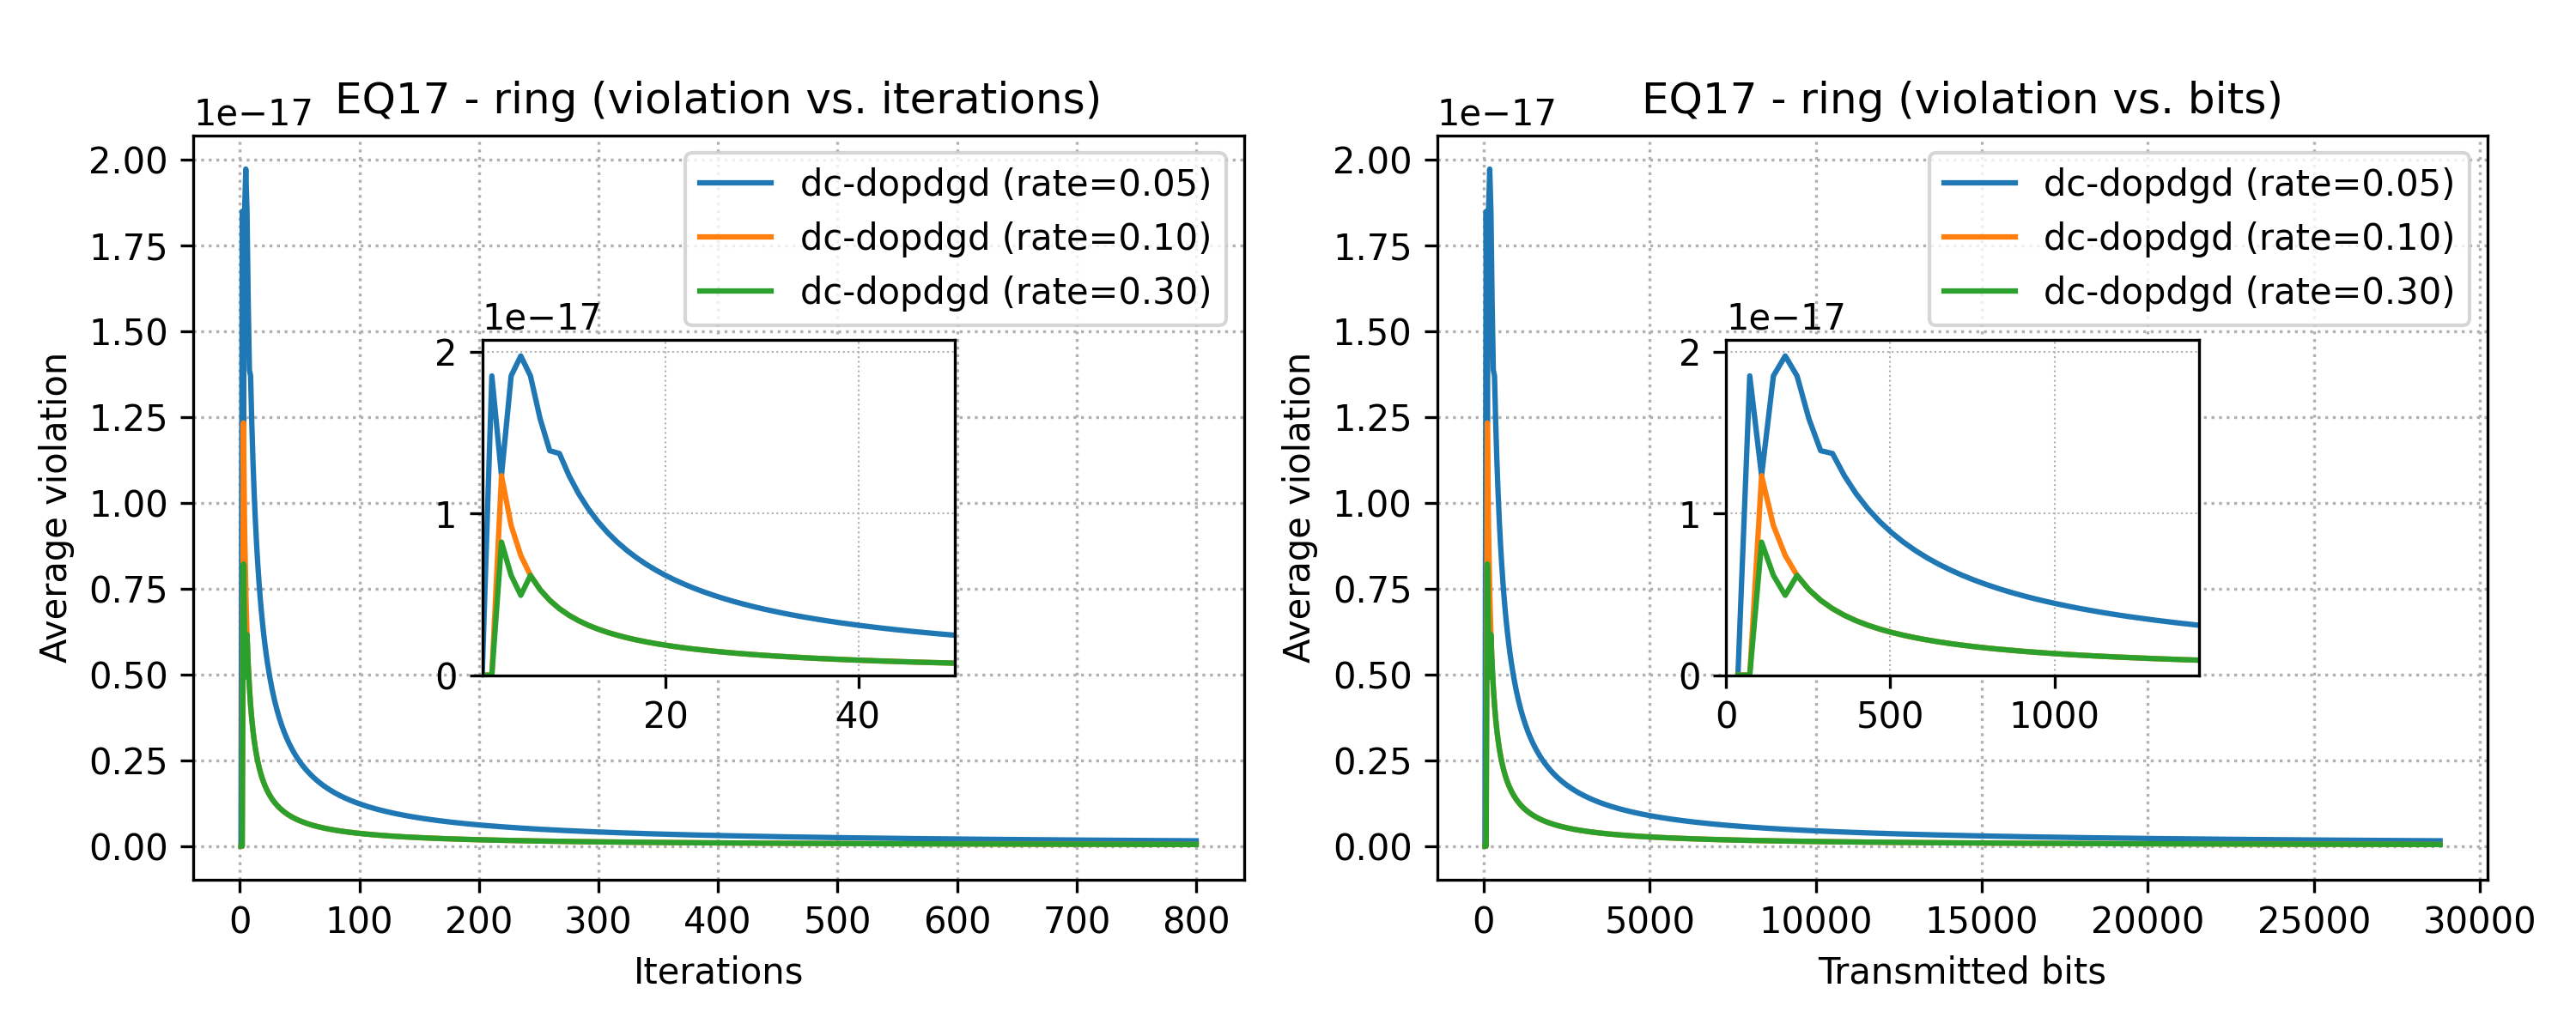 EQ17 - ring (violation vs. iterations)
1e−17
2.00
1.75
1.50
1.25
1.00
0.75
0.50
0.25
0.00
Average violation
dc-dopdgd (rate=0.05)
dc-dopdgd (rate=0.10)
dc-dopdgd (rate=0.30)
1e−17
2
1
0
20 40
0 100 200 300 400 500 600 700 800
Iterations
EQ17 - ring (violation vs. bits)
1e−17
2.00
1.75
1.50
1.25
1.00
0.75
0.50
0.25
0.00
Average violation
dc-dopdgd (rate=0.05)
dc-dopdgd (rate=0.10)
dc-dopdgd (rate=0.30)
1e−17
2
1
0
0 500 1000
0 5000 10000 15000 20000 25000 30000
Transmitted bits